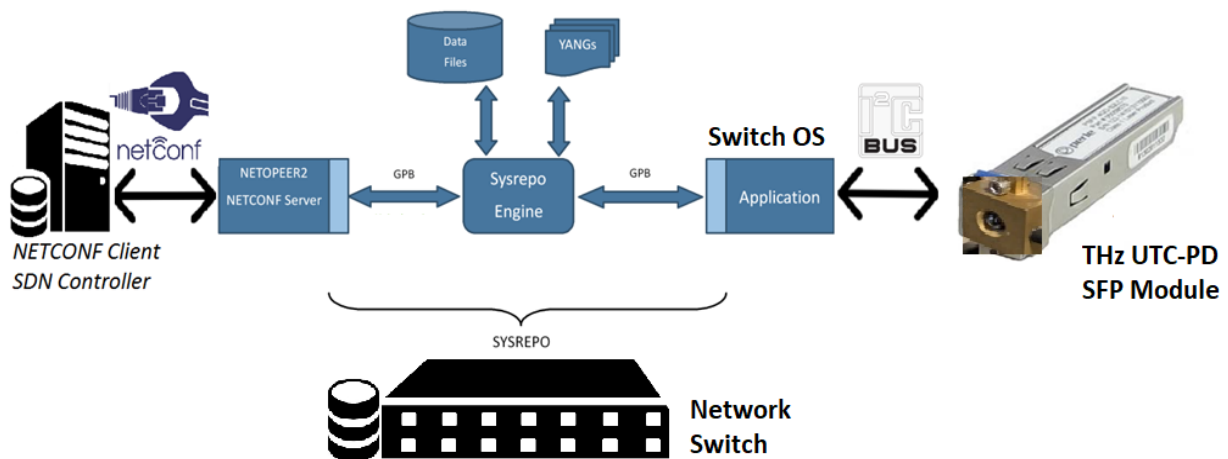 Data
Files
YANGs
netconf
Switch OS
I²C
BUS
perle
NETOPEER2
NETCONF Server
GPB
Sysrepo
Engine
GPB
Application
NETCONF Client
SDN Controller
THz UTC-PD
SFP Module
SYSREPO
Network
Switch